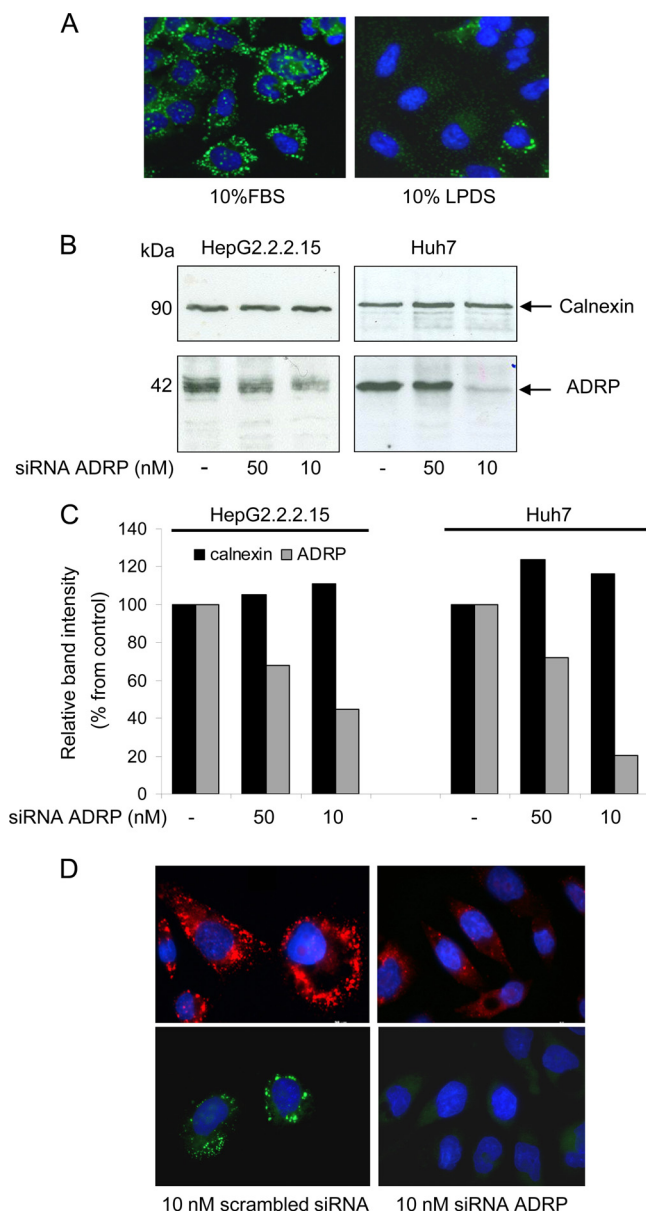 A
10%FBS 10% LPDS
B
kDa HepG2.2.2.15 Huh7
90 Calnexin
42 ADRP
siRNA ADRP (nM) - 50 10 - 50 10
C
HepG2.2.2.15 Huh7
calnexin ADRP
Relative band intensity
(% from control)
140
120
100
80
60
40
20
0
siRNA ADRP (nM) - 50 10 - 50 10
D
10 nM scrambled siRNA 10 nM siRNA ADRP